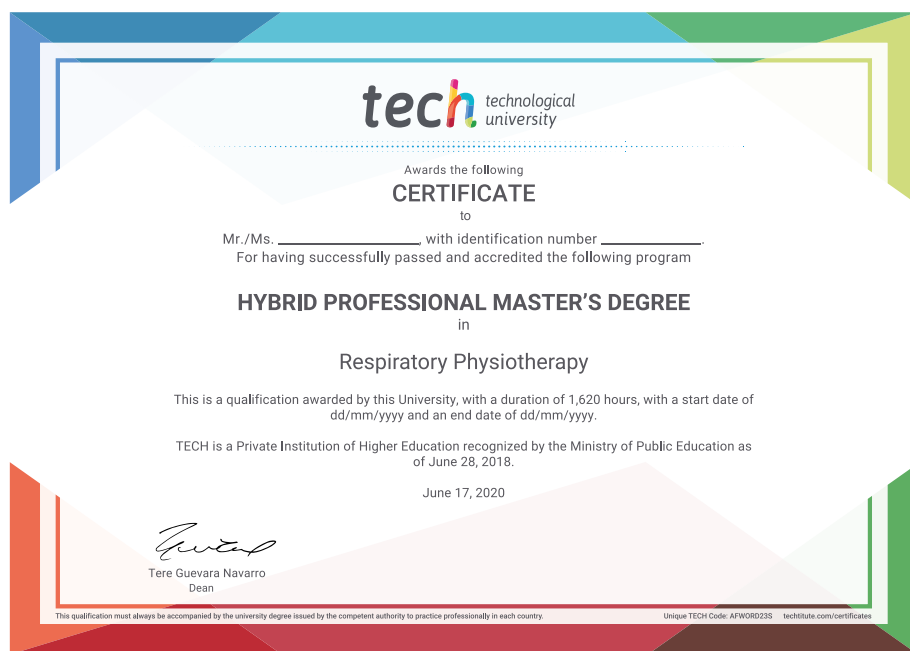 tech technological
university
Awards the following
CERTIFICATE
to
Mr./Ms. ____________________, with identification number ______________.
For having successfully passed and accredited the following program
HYBRID PROFESSIONAL MASTER'S DEGREE
in
Respiratory Physiotherapy
This is a qualification awarded by this University, with a duration of 1,620 hours, with a start date of
dd/mm/yyyy and an end date of dd/mm/yyyy.
TECH is a Private Institution of Higher Education recognized by the Ministry of Public Education as
of June 28, 2018.
June 17, 2020
Tere Guevara Navarro
Dean
This qualification must always be accompanied by the university degree issued by the competent authority to practice professionally in each country. Unique TECH Code: AFWORD23S techtitute.com/certificates